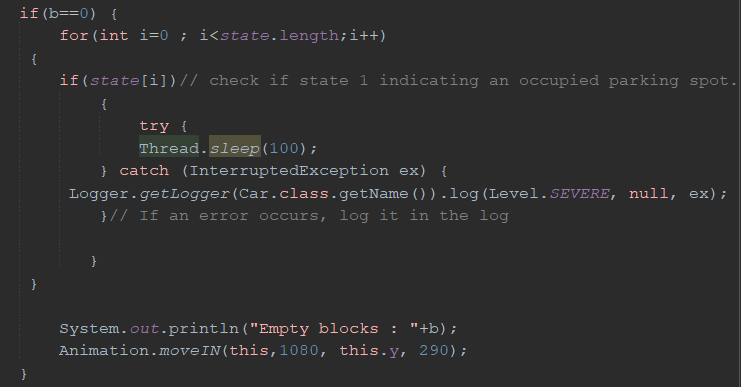 if(b==0) {
for(int i=0 ; i<state.length;i++)
{
if(state[i])// check if state 1 indicating an occupied parking spot.
{
try {
Thread.sleep(100);
} catch (InterruptedException ex) {
Logger.getLogger(Car.class.getName()).log(Level.SEVERE, null, ex);
}// If an error occurs, log it in the log
}
}
System.out.println("Empty blocks : "+b);
Animation.moveIN(this,1080, this.y, 290);
}